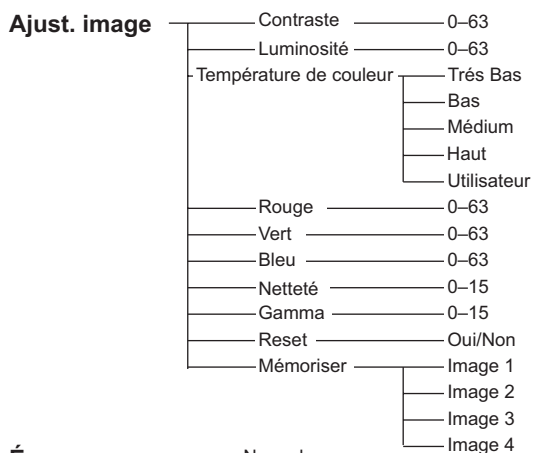 Ajust. image Contraste 0–63
Luminosité 0–63
Température de couleur Trés Bas
Bas
Médium
Haut
Utilisateur
Rouge 0–63
Vert 0–63
Bleu 0–63
Netteté 0–15
Gamma 0–15
Reset Oui/Non
Mémoriser Image 1
Image 2
Image 3
Image 4